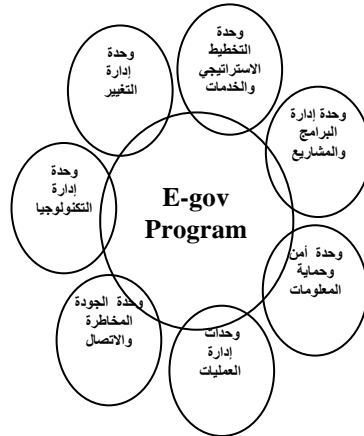 وحدة
التخطيط
الاستراتيجي
والخدمات
وحدة إدارة
البرامج
والمشاريع
وحدة أمن
وحماية
المعلومات
وحدات
إدارة
العمليات
وحدة الجودة
المخاطرة
والاتصال
وحدة
إدارة
التكنولوجيا
وحدة
إدارة
التغيير
E-gov
Program